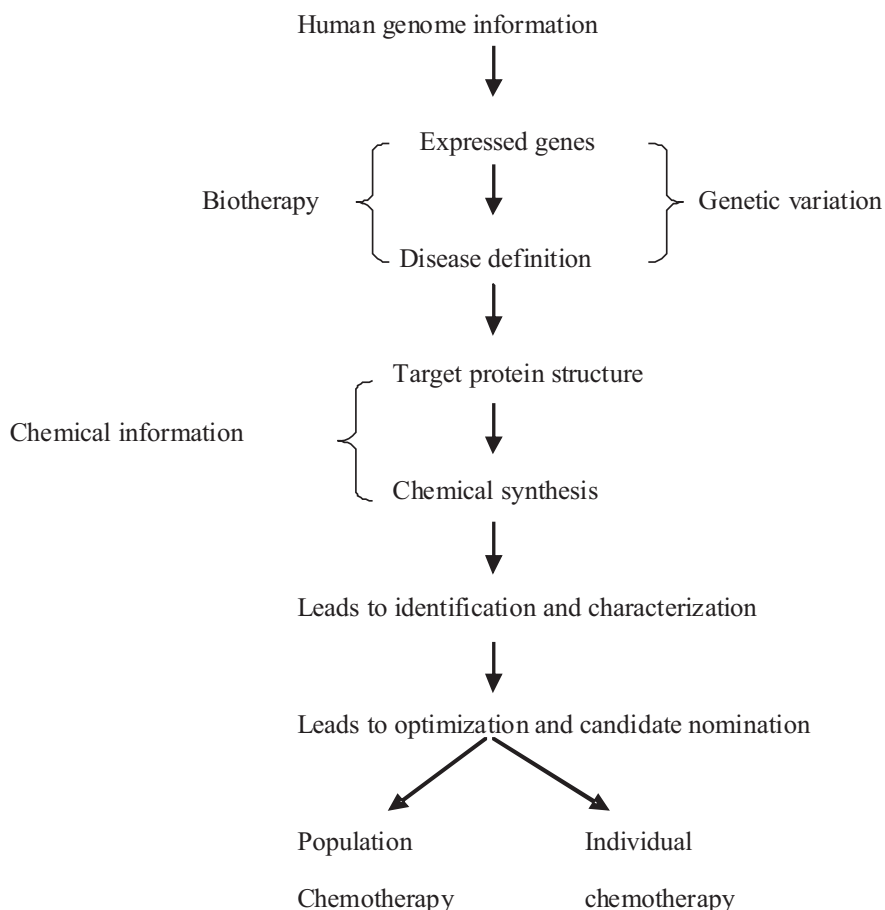 Human genome information
Expressed genes
Biotherapy
Genetic variation
Disease definition
Target protein structure
Chemical information
Chemical synthesis
Leads to identification and characterization
Leads to optimization and candidate nomination
Population
Individual
Chemotherapy
chemotherapy